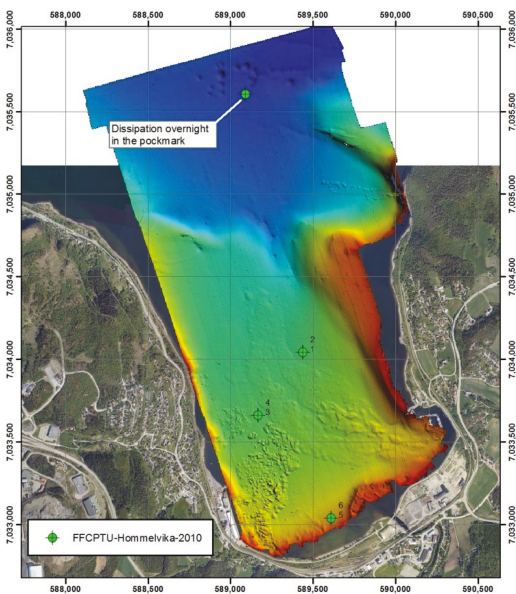 588,000 588,500 589,000 589,500 590,000 590,500
7,036,000
7,035,500
Dissipation overnight
in the pockmark
7,035,000
7,034,500
2
1
7,034,000
4
3
7,033,500
6
5
7,033,000
FFCPTU-Hommelvika-2010
588,000 588,500 589,000 589,500 590,000 590,500